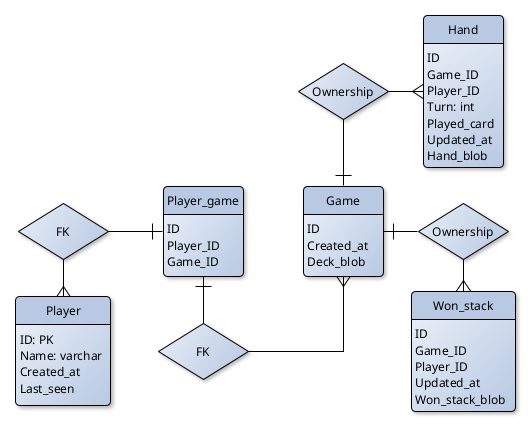 Hand
ID
Game_ID
Player_ID
Turn: int
Played_card
Updated_at
Hand_blob
Ownership
Player_game
ID
Player_ID
Game_ID
Game
ID
Created_at
Deck_blob
FK
Ownership
Player
ID: PK
Name: varchar
Created_at
Last_seen
FK
Won_stack
ID
Game_ID
Player_ID
Updated_at
Won_stack_blob